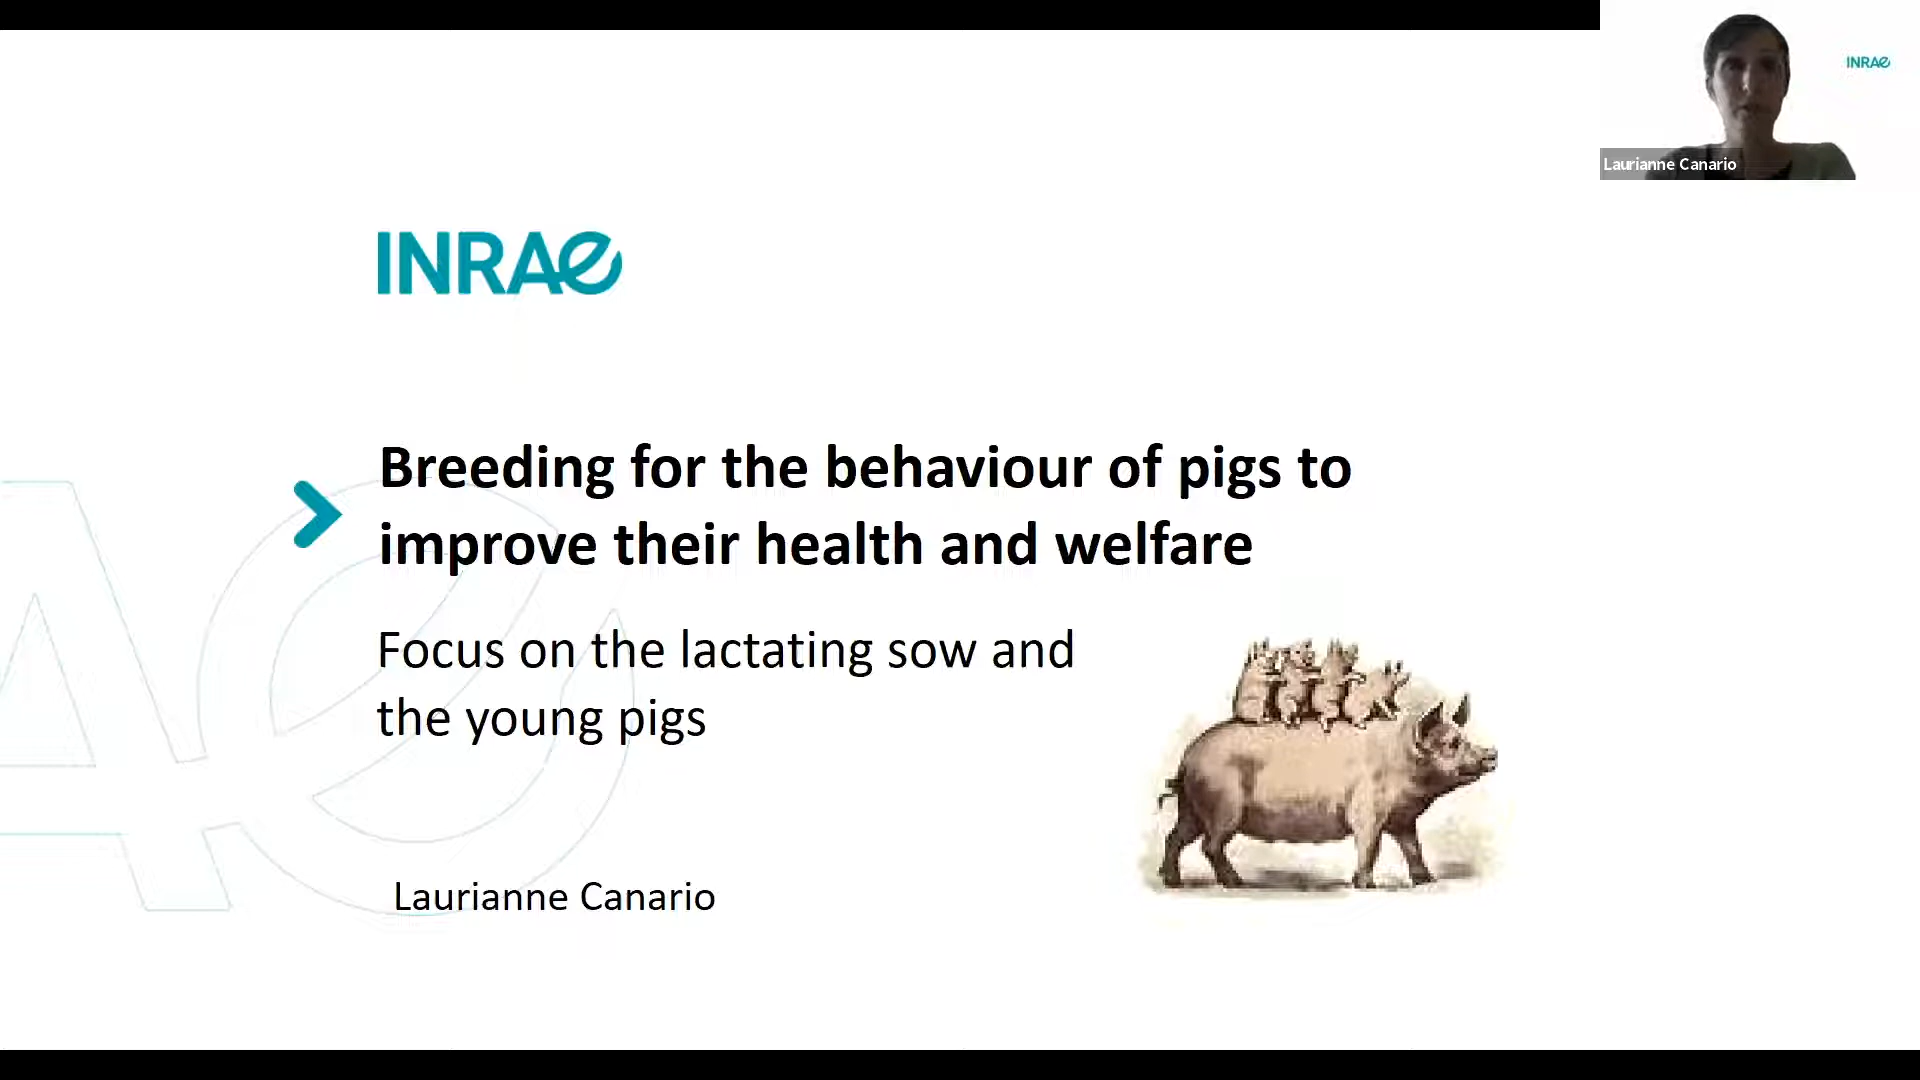 INRAE
Laurianne Canario
INRAE
Breeding for the behaviour of pigs to
improve their health and welfare
Focus on the lactating sow and
the young pigs
Laurianne Canario